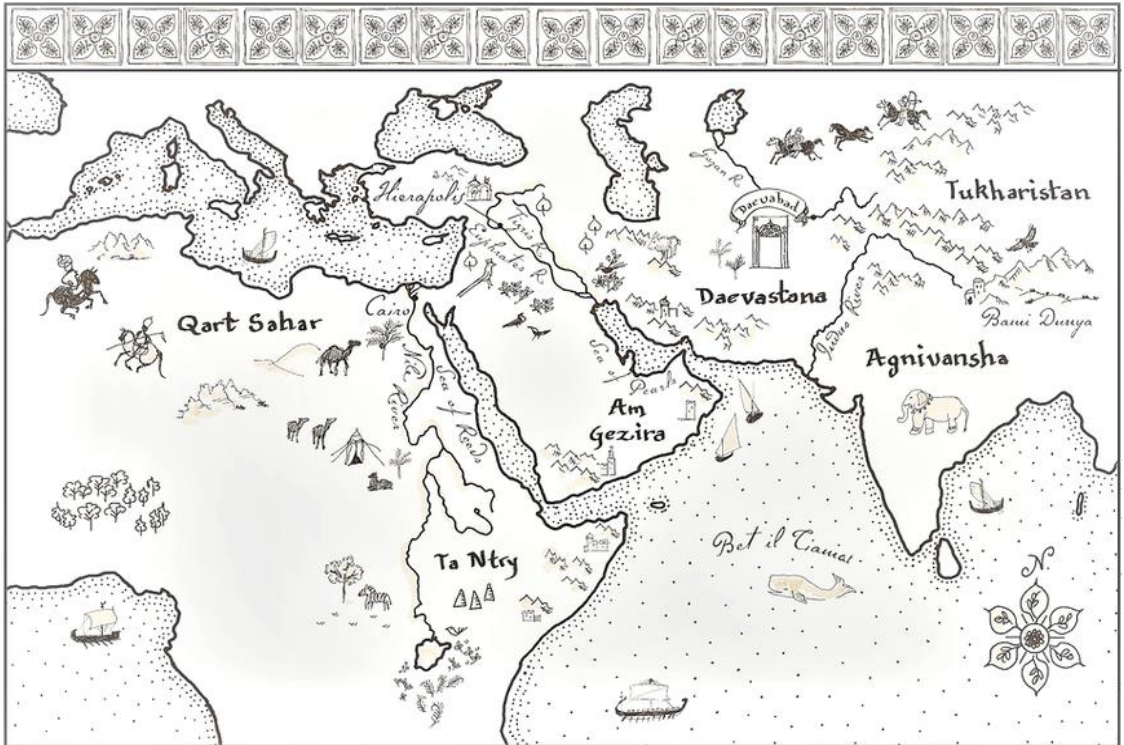 Hierapolis
Gozan R.
Daevabad
Tukharistan
Tigris R.
Euphrates R.
Cairo
Qart Sahar
Daevastana
Indus River
Bami Dunya
Nile River
Sea of Reeds
Sea of Pearls
Agnivansha
Am
Gezira
Bet il Tiamat
Ta Ntry
N